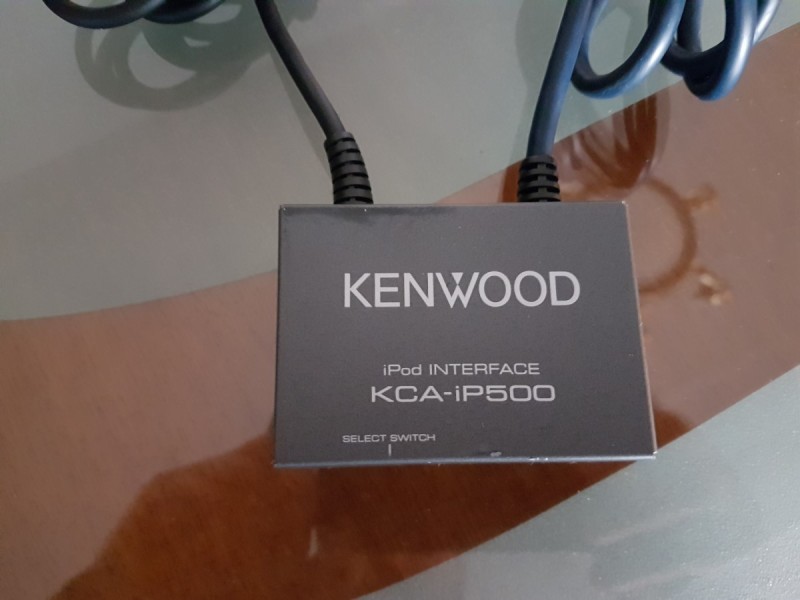 KENWOOD
iPod INTERFACE
KCA-iP500
SELECT SWITCH